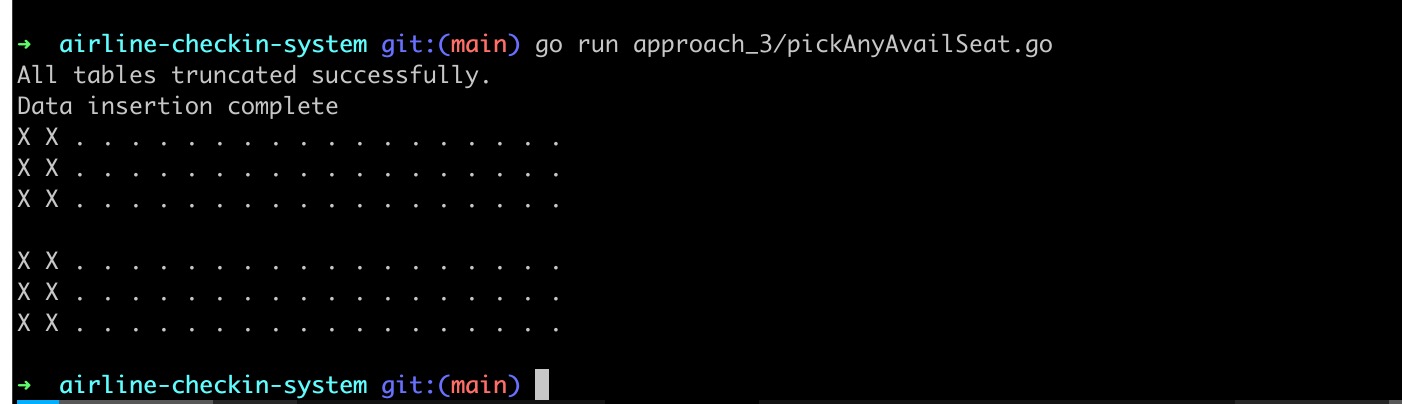 ➜  airline-checkin-system git:(main) go run approach_3/pickAnyAvailSeat.go
All tables truncated successfully.
Data insertion complete
X X . . . . . . . . . . . . . . . . . .
X X . . . . . . . . . . . . . . . . . .
X X . . . . . . . . . . . . . . . . . .
X X . . . . . . . . . . . . . . . . . .
X X . . . . . . . . . . . . . . . . . .
X X . . . . . . . . . . . . . . . . . .
➜  airline-checkin-system git:(main)